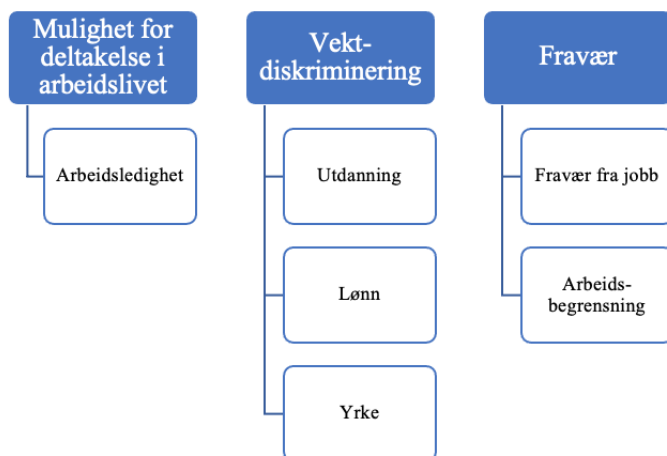 Mulighet for
deltakelse i
arbeidslivet
Arbeidsledighet
Vekt-
diskriminering
Utdanning
Lønn
Yrke
Fravær
Fravær fra jobb
Arbeids-
begrensning